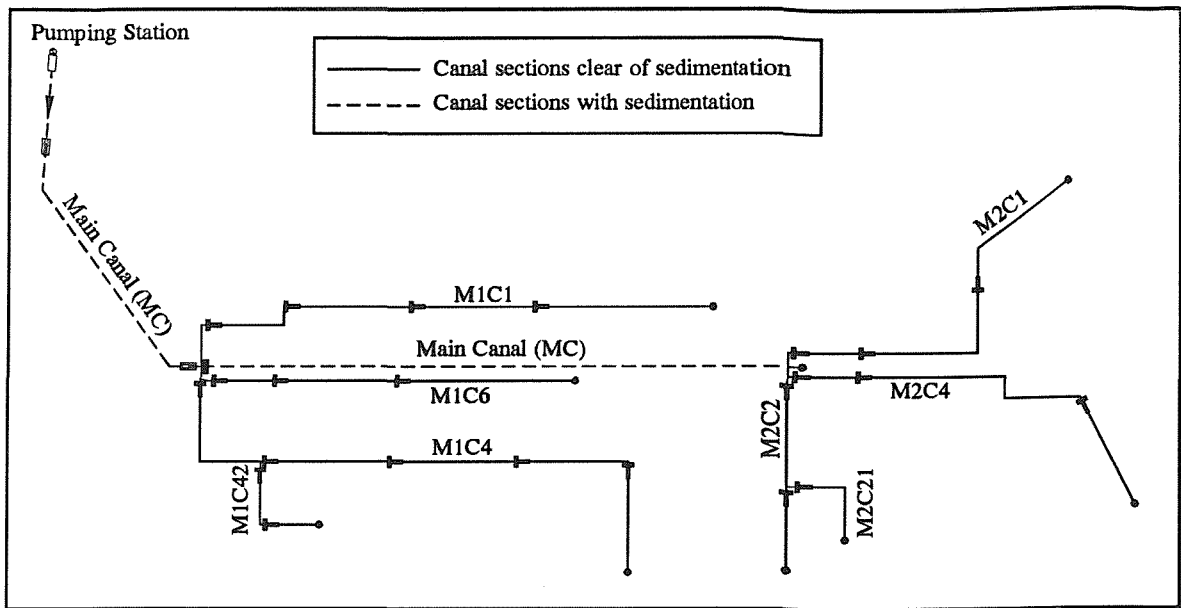 Pumping Station
Canal sections clear of sedimentation
Canal sections with sedimentation
Main Canal (MC)
M2C1
M1C1
Main Canal (MC)
M1C6
M2C4
M2C2
M1C4
M1C42
M2C21